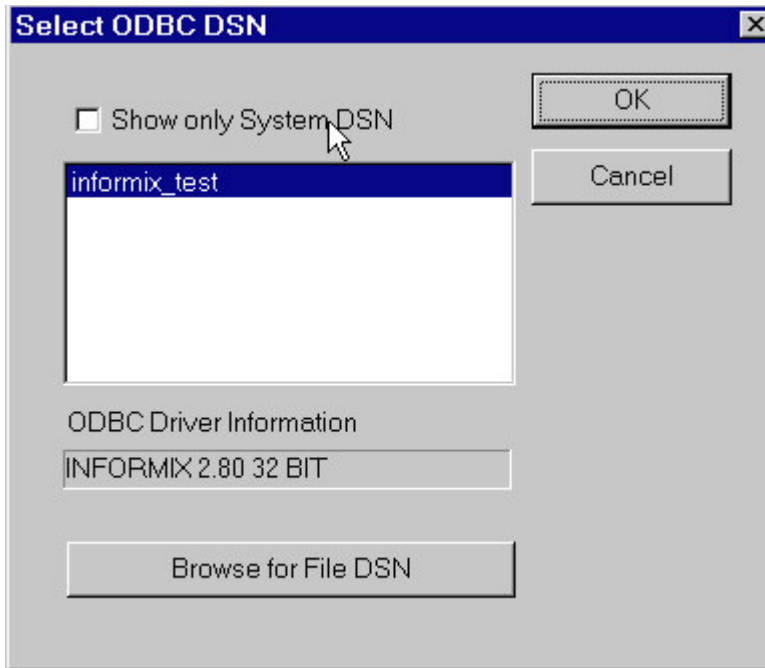 Select ODBC DSN
Show only System DSN
OK
informix_test
Cancel
ODBC Driver Information
INFORMIX 2.80 32 BIT
Browse for File DSN